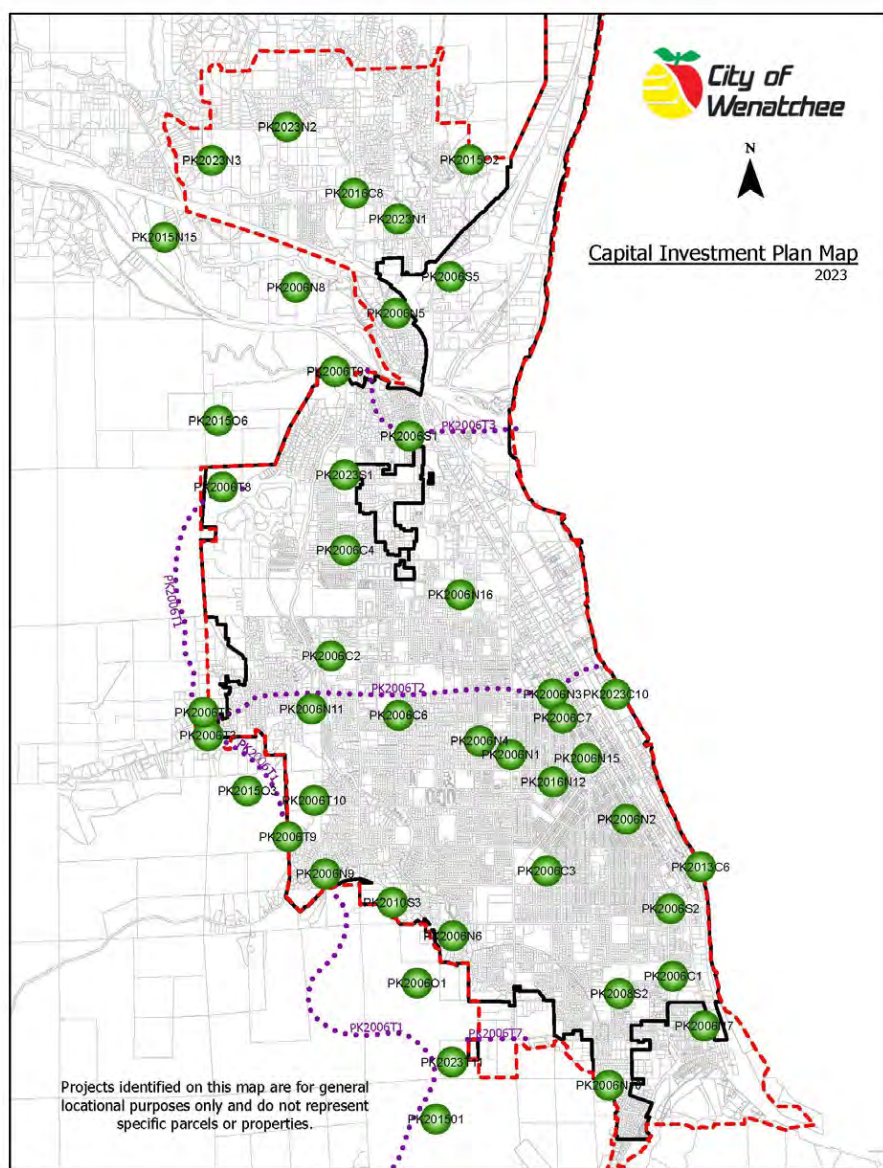 City of
Wenatchee
N
Capital Investment Plan Map
2023
PK2023N2
PK2023N3
PK2015O2
PK2016C8
PK2023N1
PK2015N15
PK2006S5
PK2006N8
PK2006N5
PK2006T9
PK2015O6
PK2006S1
PK2006T3
PK2023S1
PK2006T8
PK2006C4
PK2006T1
PK2006N16
PK2006C2
PK2006T2
PK2006N3
PK2023C10
PK2006N11
PK2006C6
PK2006C7
PK2006N4
PK2006N1
PK2006N15
PK2006T1
PK2016N12
PK2015O3
PK2006T10
PK2006N2
PK2006T9
PK2006N9
PK2006C3
PK2013C6
PK2010S3
PK2006S2
PK2006N6
PK2006O1
PK2006C1
PK2008S2
PK2006T1
PK2006T7
PK201501
Projects identified on this map are for general
locational purposes only and do not represent
specific parcels or properties.